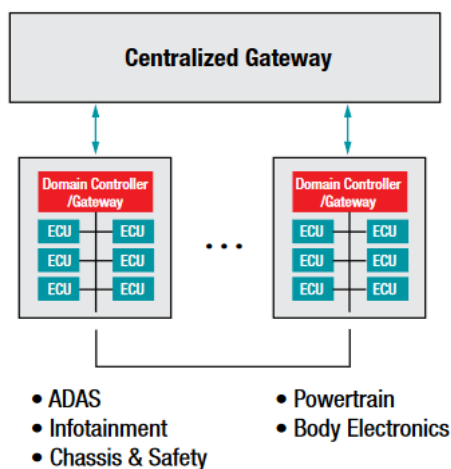 Centralized Gateway
Domain Controller
/Gateway
ECU ECU
ECU ECU
ECU ECU
...
Domain Controller
/Gateway
ECU ECU
ECU ECU
ECU ECU
• ADAS
• Infotainment
• Chassis & Safety
• Powertrain
• Body Electronics